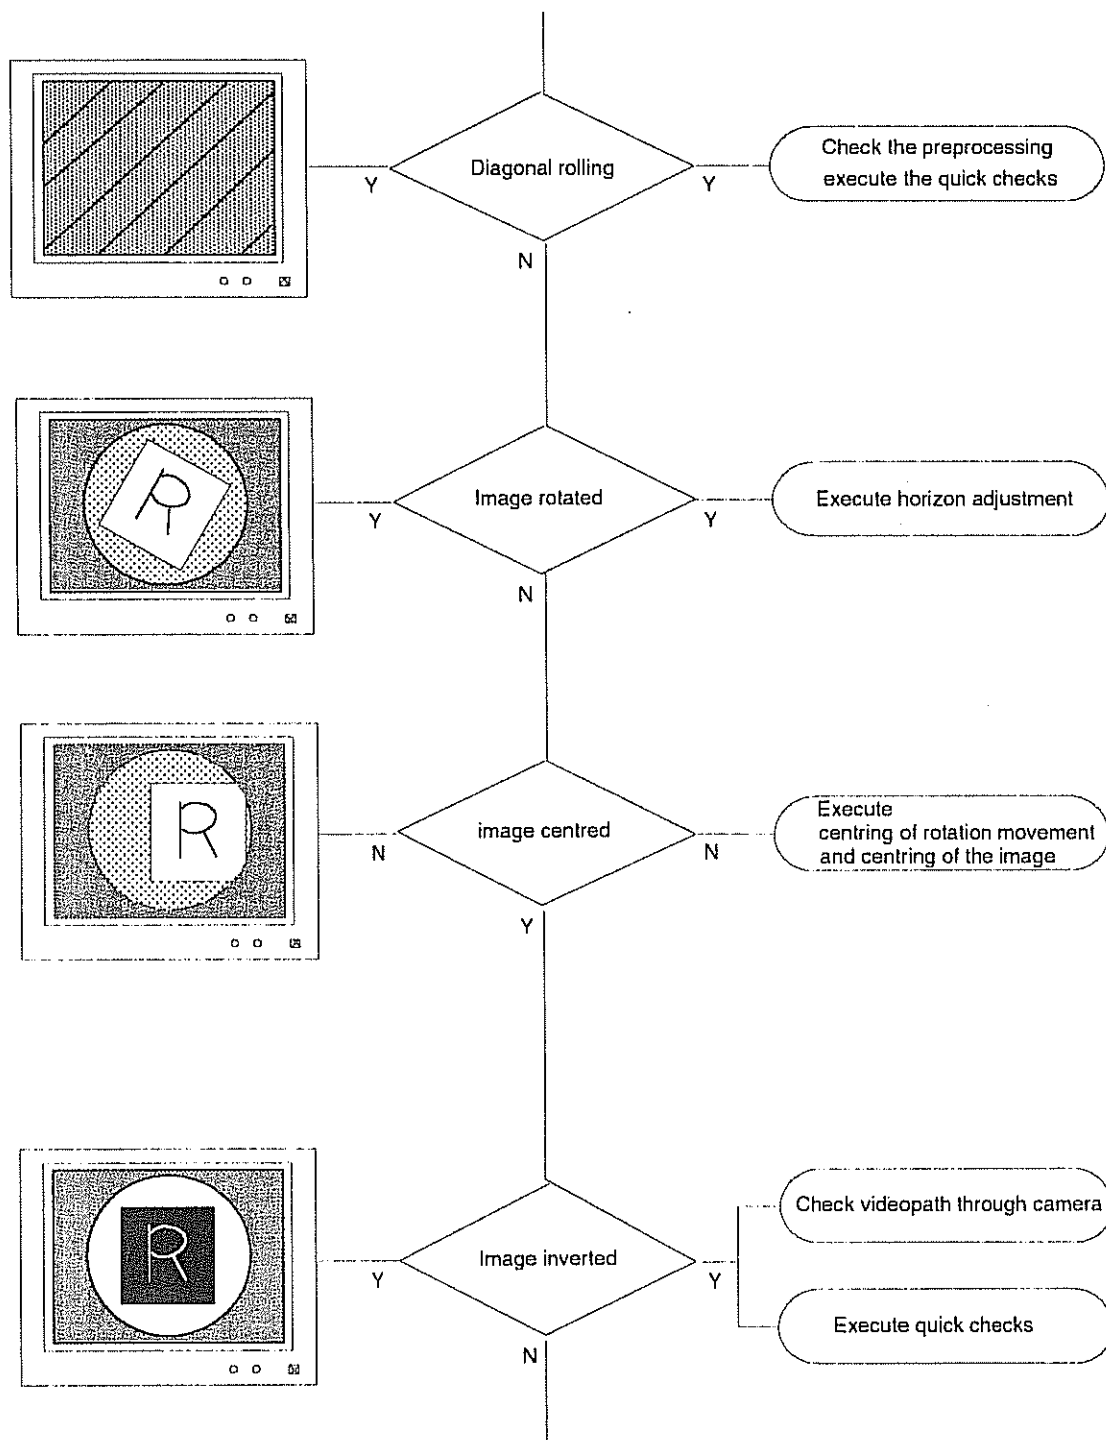 Diagonal rolling
Y
Y
Check the preprocessing
execute the quick checks
N
R
Image rotated
Y
Y
Execute horizon adjustment
N
R
image centred
N
N
Execute
centring of rotation movement
and centring of the image
Y
R
Image inverted
Y
Y
Check videopath through camera
Execute quick checks
N